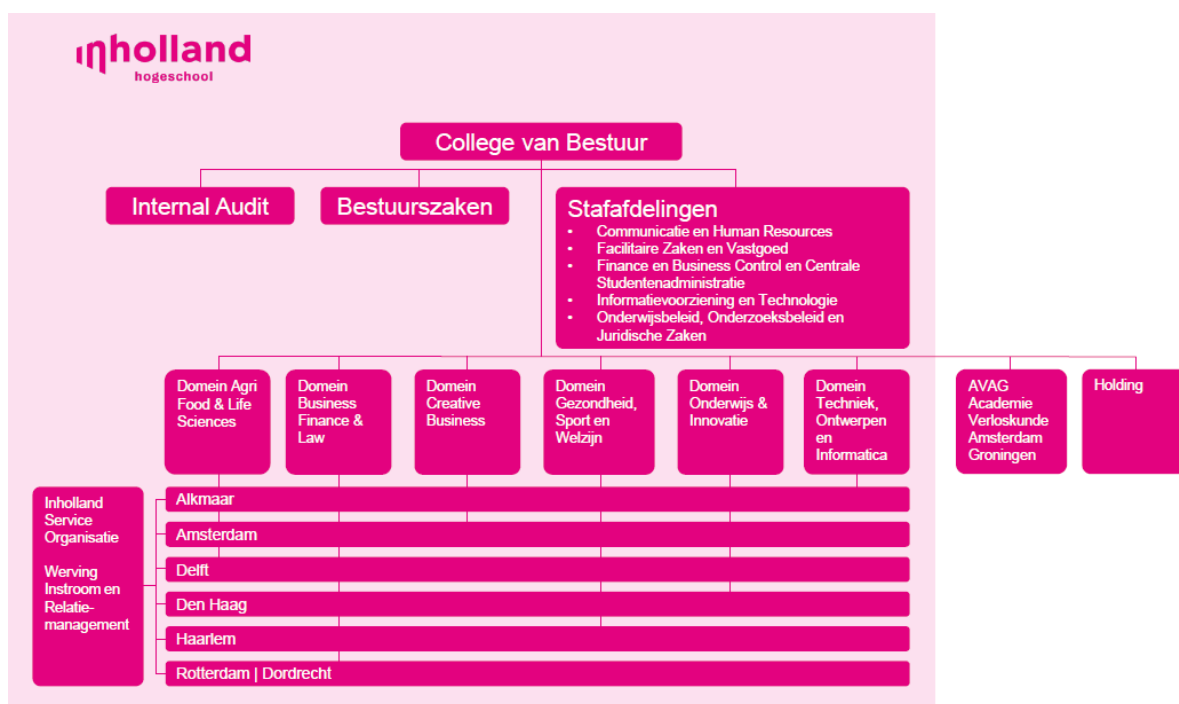 inholland
hogeschool
College van Bestuur
Internal Audit
Bestuurszaken
Stafafdelingen
• Communicatie en Human Resources
• Facilitaire Zaken en Vastgoed
• Finance en Business Control en Centrale
Studentenadministratie
• Informatievoorziening en Technologie
• Onderwijsbeleid, Onderzoeksbeleid en
Juridische Zaken
Domein Agri
Food & Life
Sciences
Domein
Business
Finance &
Law
Domein
Creative
Business
Domein
Gezondheid,
Sport en
Welzijn
Domein
Onderwijs &
Innovatie
Domein
Techniek,
Ontwerpen
en
Informatica
AVAG
Academie
Verloskunde
Amsterdam
Groningen
Holding
Inholland
Service
Organisatie
Werving
Instroom en
Relatie-
management
Alkmaar
Amsterdam
Delft
Den Haag
Haarlem
Rotterdam | Dordrecht